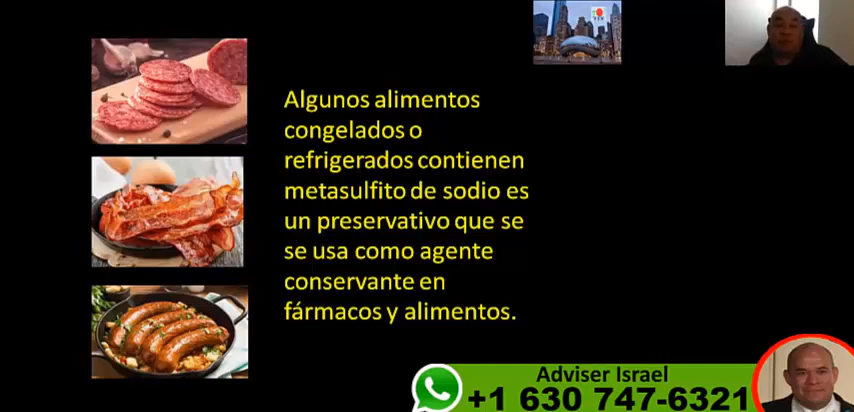 Algunos alimentos
congelados o
refrigerados contienen
metasulfito de sodio es
un preservativo que se
se usa como agente
conservante en
fármacos y alimentos.
Adviser Israel
+1 630 747-6321